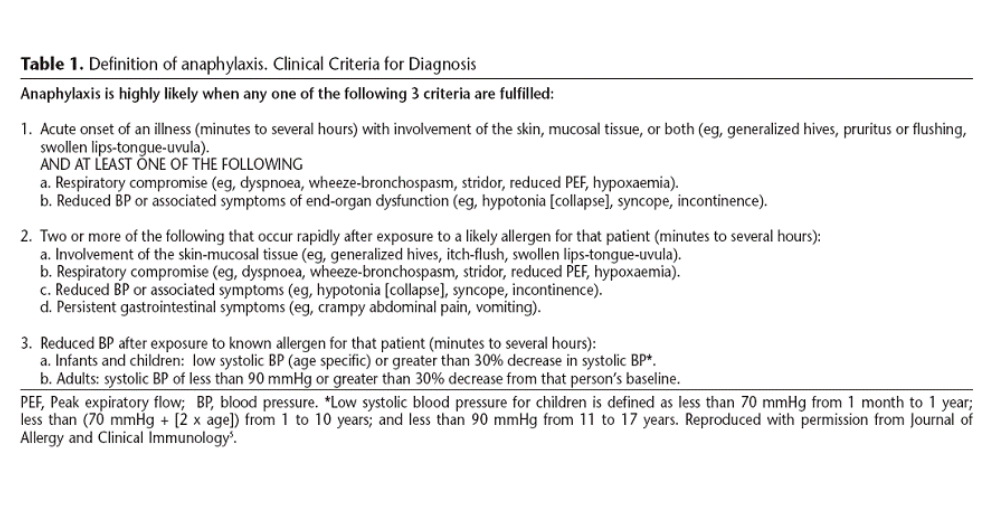 Table 1. Definition of anaphylaxis. Clinical Criteria for Diagnosis
Anaphylaxis is highly likely when any one of the following 3 criteria are fulfilled:
1. Acute onset of an illness (minutes to several hours) with involvement of the skin, mucosal tissue, or both (eg, generalized hives, pruritus or flushing,
swollen lips-tongue-uvula).
AND AT LEAST ONE OF THE FOLLOWING
a. Respiratory compromise (eg, dyspnoea, wheeze-bronchospasm, stridor, reduced PEF, hypoxaemia).
b. Reduced BP or associated symptoms of end-organ dysfunction (eg, hypotonia [collapse], syncope, incontinence).
2. Two or more of the following that occur rapidly after exposure to a likely allergen for that patient (minutes to several hours):
a. Involvement of the skin-mucosal tissue (eg, generalized hives, itch-flush, swollen lips-tongue-uvula).
b. Respiratory compromise (eg, dyspnoea, wheeze-bronchospasm, stridor, reduced PEF, hypoxaemia).
c. Reduced BP or associated symptoms (eg, hypotonia [collapse], syncope, incontinence).
d. Persistent gastrointestinal symptoms (eg, crampy abdominal pain, vomiting).
3. Reduced BP after exposure to known allergen for that patient (minutes to several hours):
a. Infants and children: low systolic BP (age specific) or greater than 30% decrease in systolic BP*.
b. Adults: systolic BP of less than 90 mmHg or greater than 30% decrease from that person's baseline.
PEF, Peak expiratory flow; BP, blood pressure. *Low systolic blood pressure for children is defined as less than 70 mmHg from 1 month to 1 year;
less than (70 mmHg + [2 x age]) from 1 to 10 years; and less than 90 mmHg from 11 to 17 years. Reproduced with permission from Journal of
Allergy and Clinical Immunology⁵.